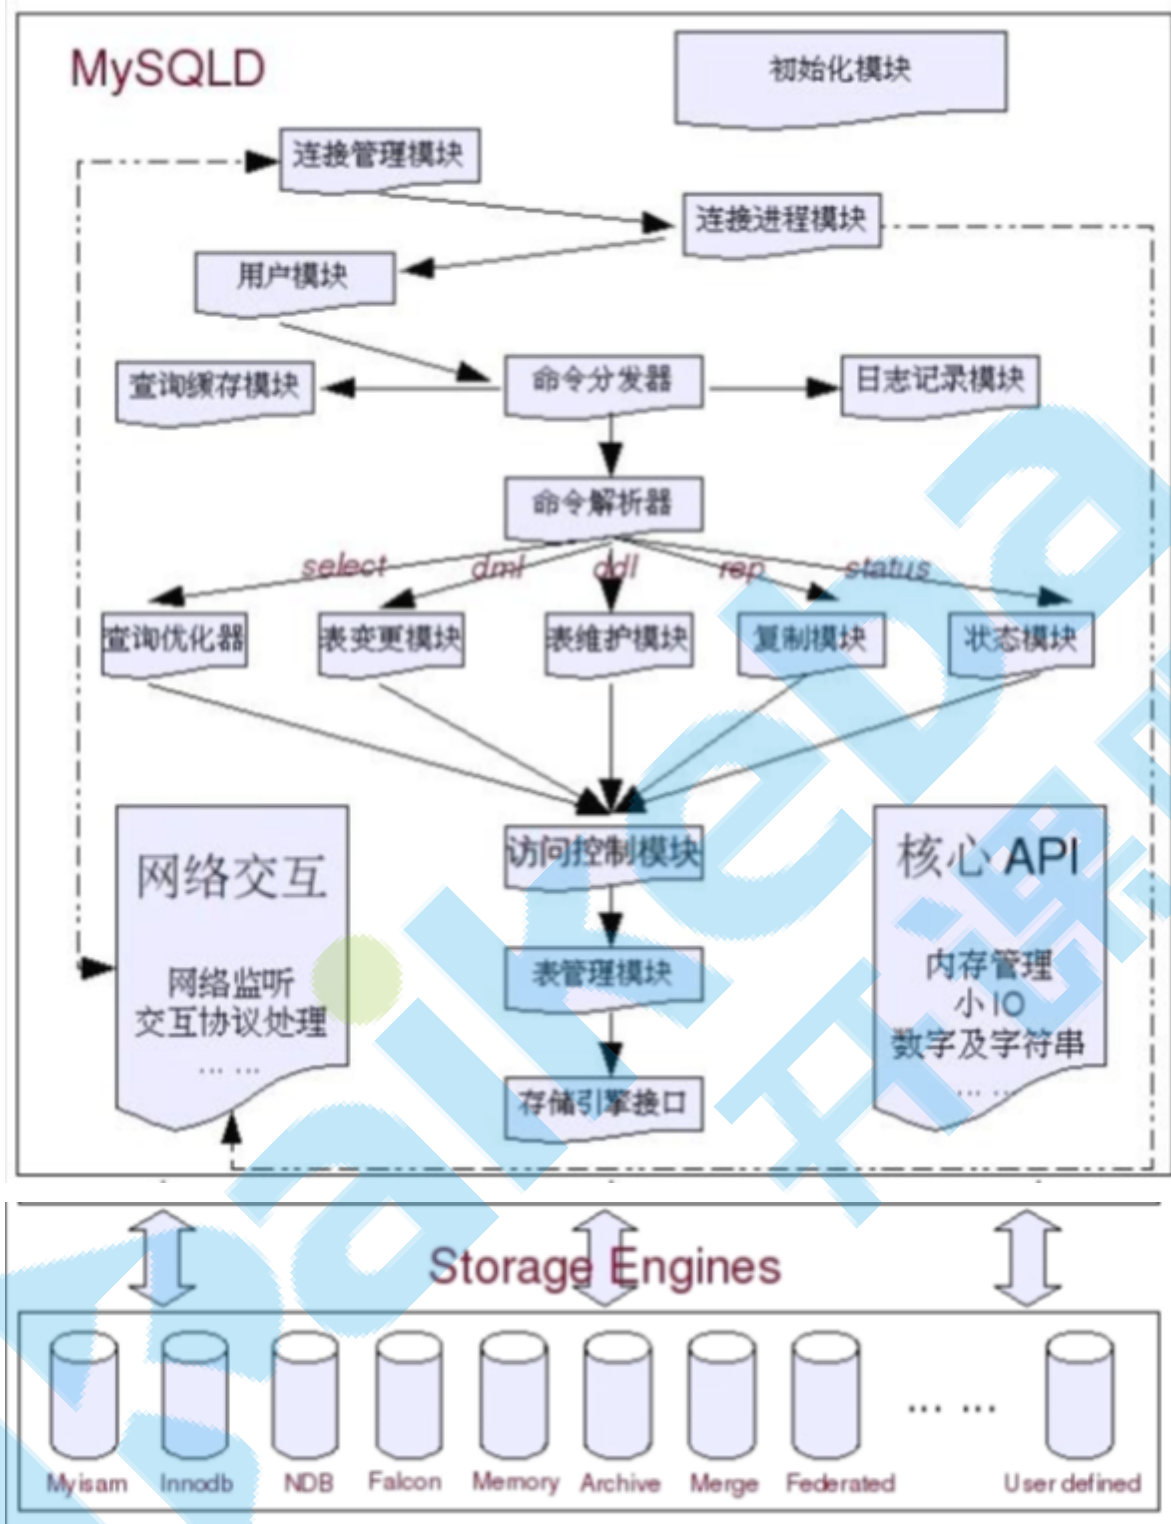 MySQLD
初始化模块
连接管理模块
连接进程模块
用户模块
查询缓存模块
命令分发器
日志记录模块
命令解析器
select
dml
ddl
rep
status
查询优化器
表变更模块
表维护模块
复制模块
状态模块
网络交互
网络监听
交互协议处理
... ...
访问控制模块
表管理模块
存储引擎接口
核心 API
内存管理
小 IO
数字及字符串
... ...
Storage Engines
Myisam
Innodb
NDB
Falcon
Memory
Archive
Merge
Federated
... ...
User defined
kaikeba
开课吧